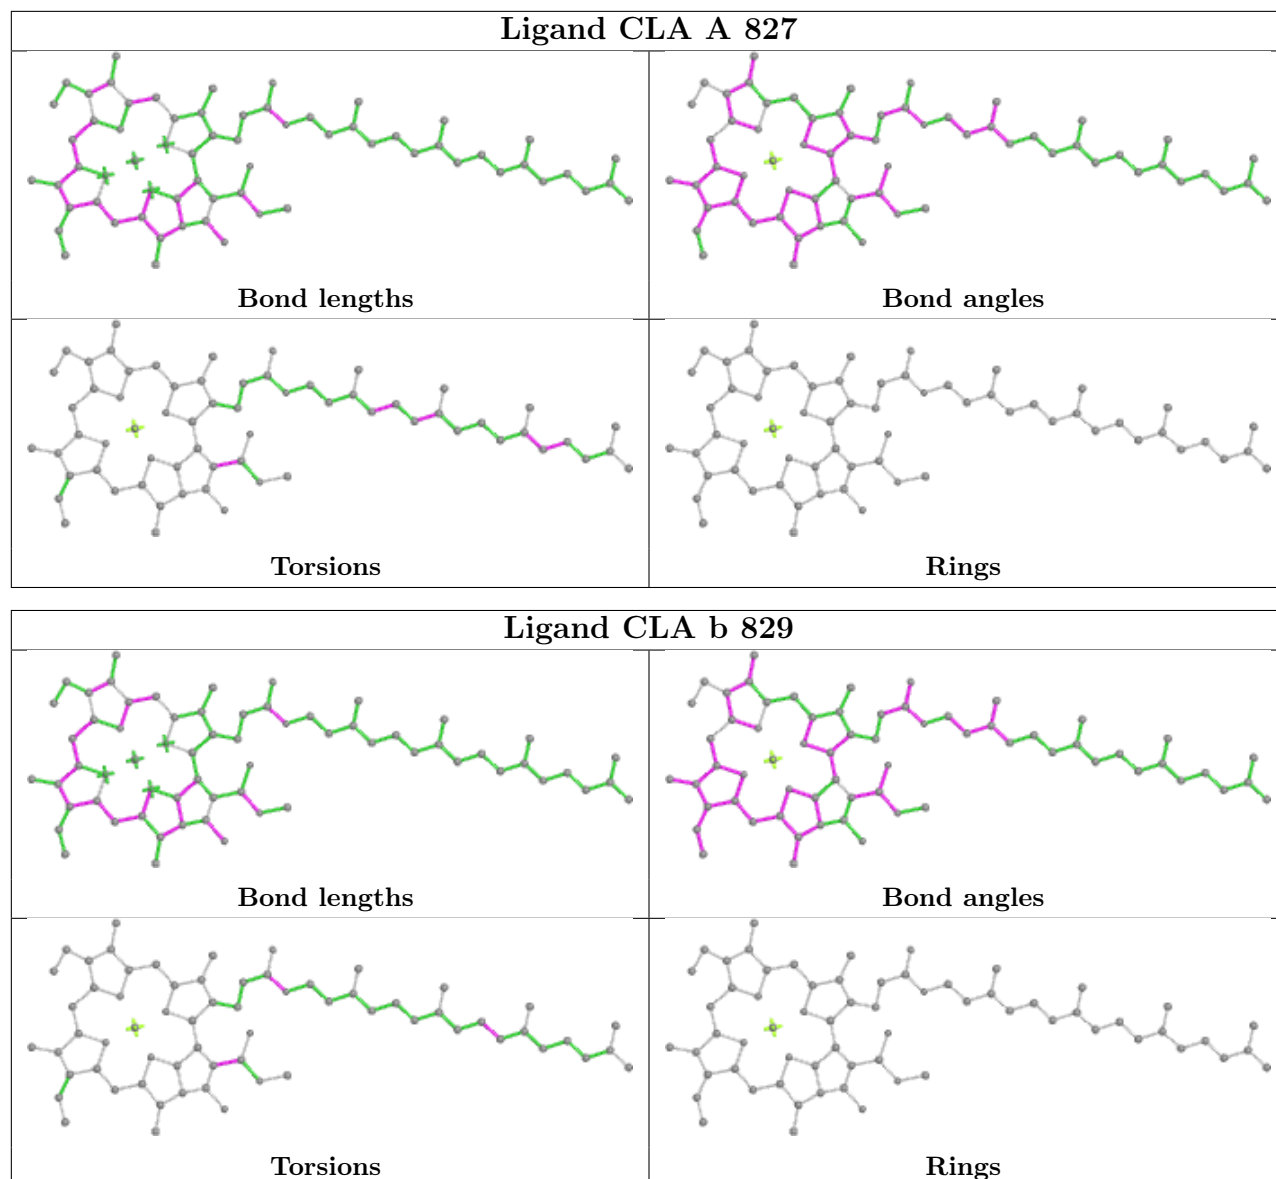 Ligand CLA A 827
Bond lengths
Bond angles
Torsions
Rings
Ligand CLA b 829
Bond lengths
Bond angles
Torsions
Rings